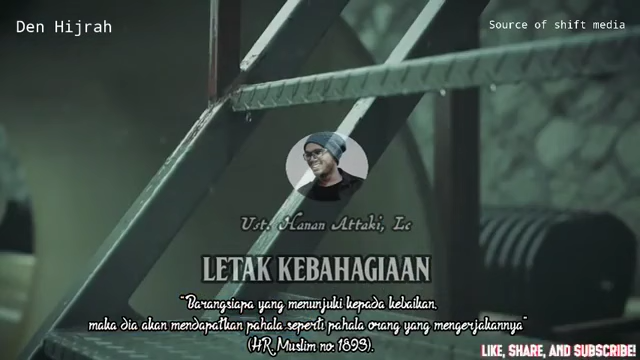 Den Hijrah
Source of shift media
Ust. Hanan Attaki, Lc
LETAK KEBAHAGIAAN
"Barangsiapa yang menunjuki kepada kebaikan,
maka dia akan mendapatkan pahala seperti pahala orang yang mengerjakannya"
(HR. Muslim no. 1893).
LIKE, SHARE, AND SUBSCRIBE!